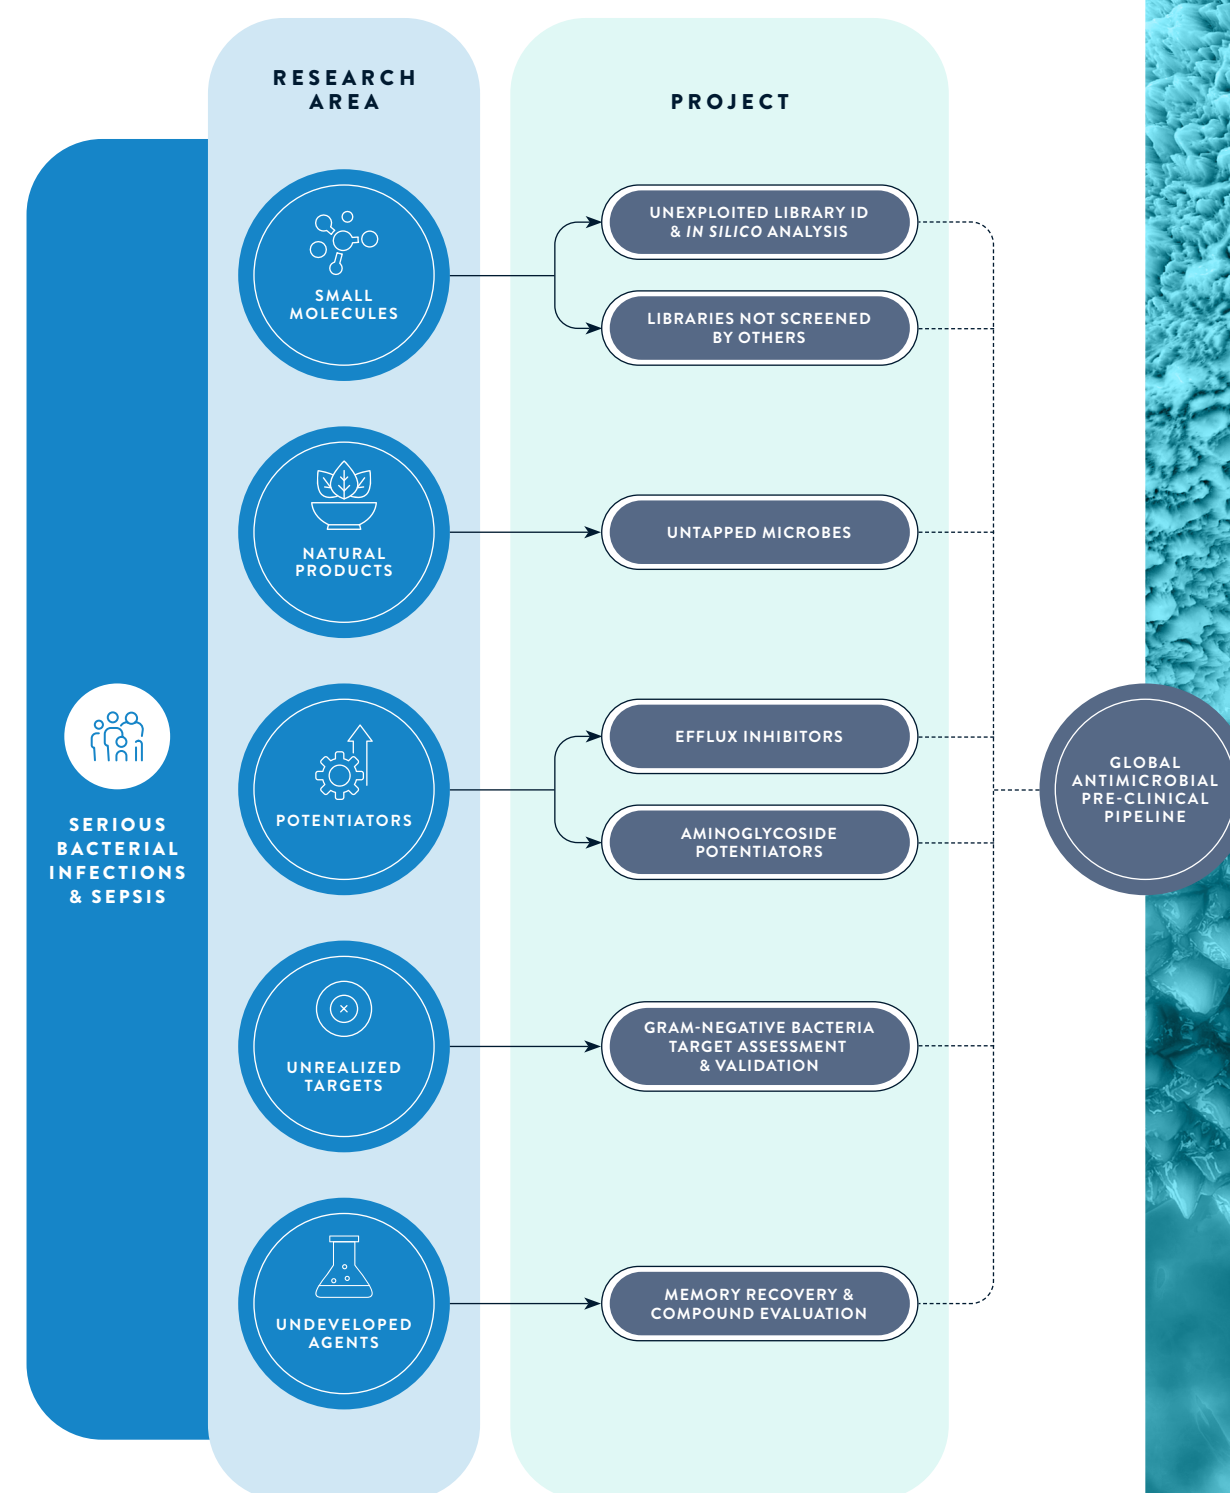 RESEARCH
AREA
PROJECT
SERIOUS
BACTERIAL
INFECTIONS
& SEPSIS
SMALL
MOLECULES
UNEXPLOITED LIBRARY ID
& IN SILICO ANALYSIS
LIBRARIES NOT SCREENED
BY OTHERS
NATURAL
PRODUCTS
UNTAPPED MICROBES
POTENTIATORS
EFFLUX INHIBITORS
AMINOGLYCOSIDE
POTENTIATORS
UNREALIZED
TARGETS
GRAM-NEGATIVE BACTERIA
TARGET ASSESSMENT
& VALIDATION
UNDEVELOPED
AGENTS
MEMORY RECOVERY &
COMPOUND EVALUATION
GLOBAL
ANTIMICROBIAL
PRE-CLINICAL
PIPELINE